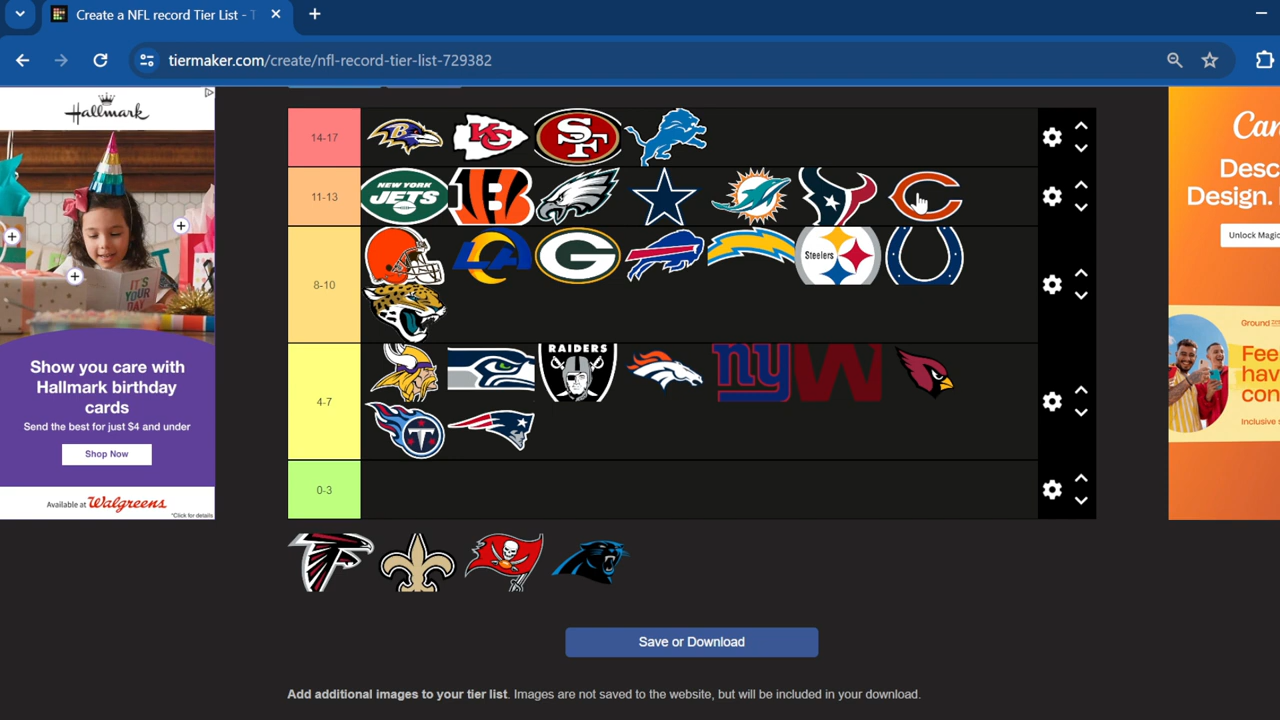 Create a NFL record Tier List - T
tiermaker.com/create/nfl-record-tier-list-729382
Hallmark
IT'S
YOUR
DAY
Show you care with
Hallmark birthday
cards
Send the best for just $4 and under
Shop Now
Available at Walgreens
*Click for details
14-17
KC
SF
11-13
NEW YORK
JETS
B
C
8-10
LA
G
Steelers
4-7
RAIDERS
ny
W
T
0-3
Save or Download
Add additional images to your tier list. Images are not saved to the website, but will be included in your download.
Desc
Design.
Unlock Magic
Ground
Fee
hav
con
Inclusive